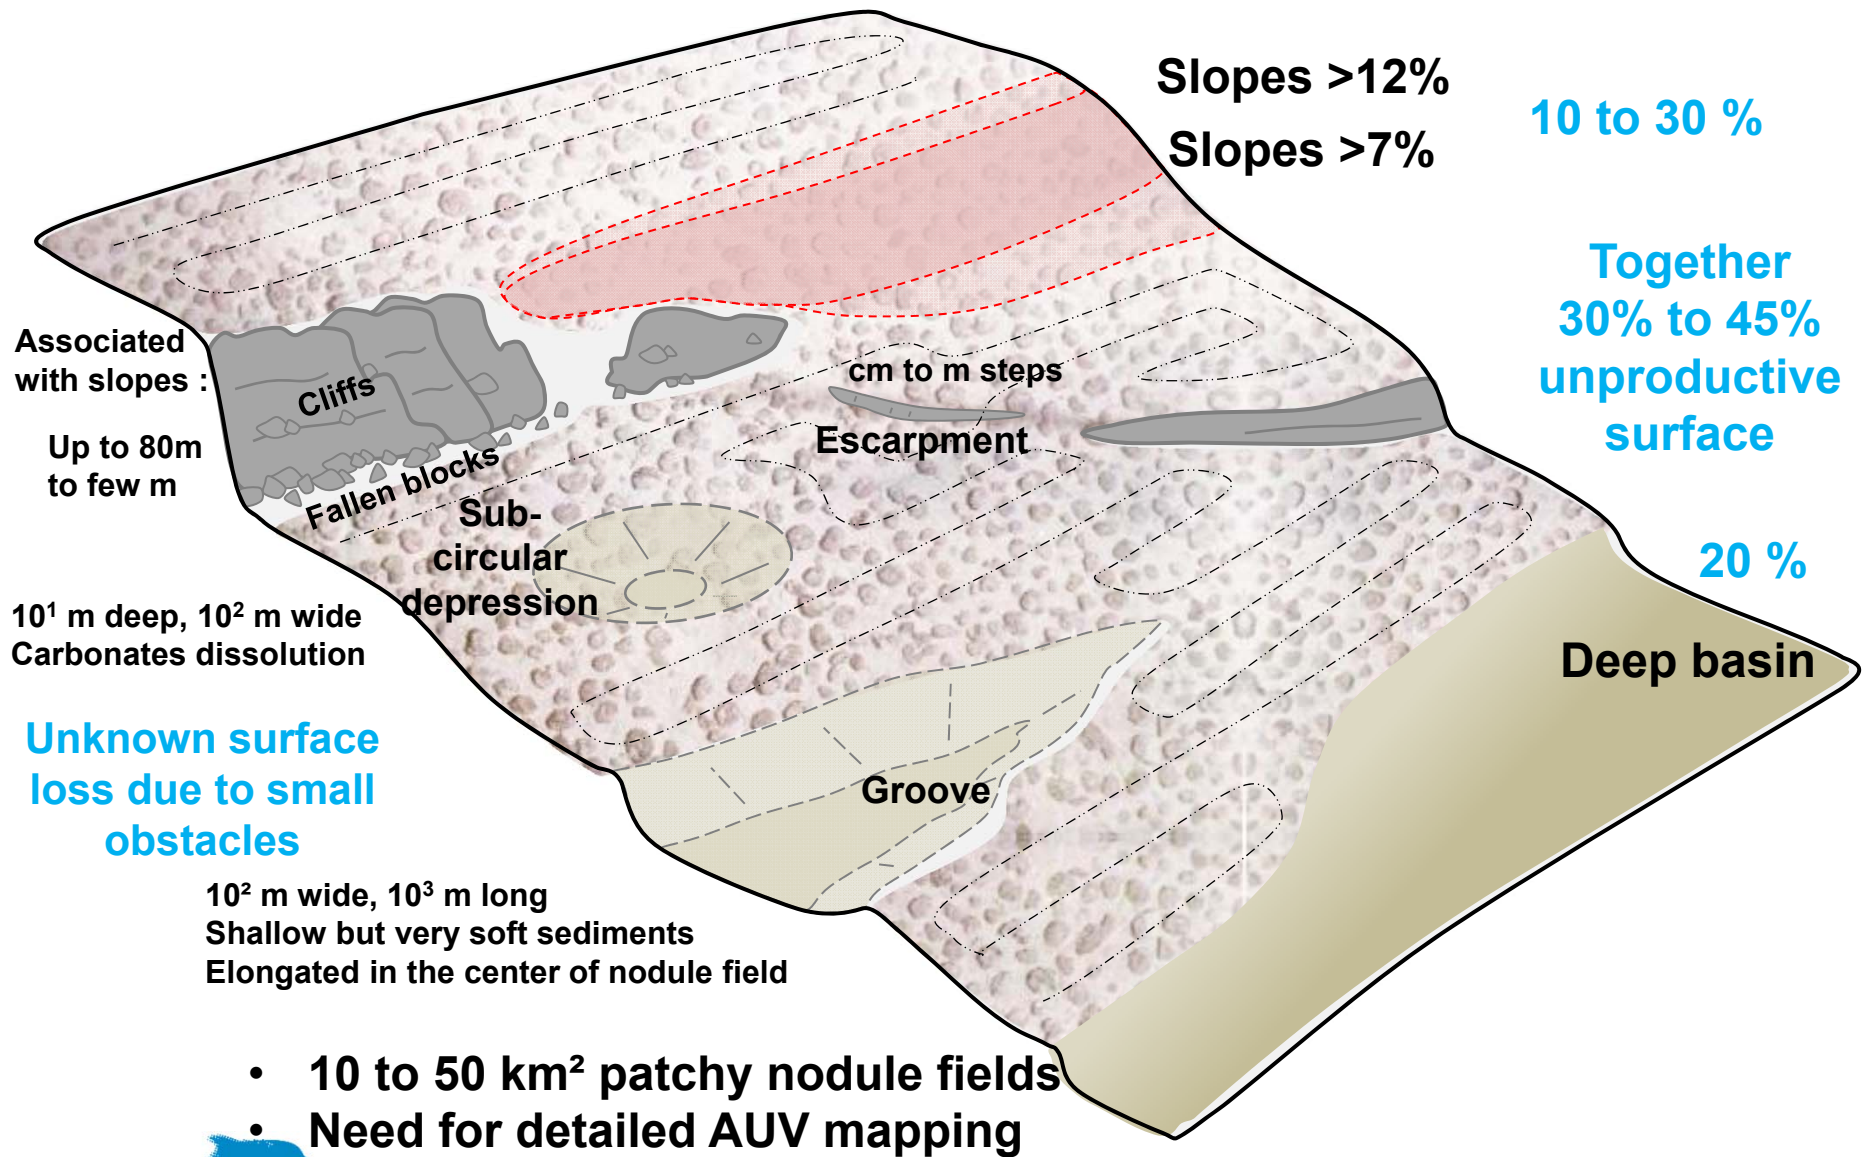 Slopes >12%
Slopes >7%
10 to 30 %
Together
30% to 45%
unproductive
surface
Associated
with slopes :
Cliffs
cm to m steps
Escarpment
Up to 80m
to few m
Fallen blocks
Sub-
circular
depression
20 %
10¹ m deep, 10² m wide
Carbonates dissolution
Deep basin
Unknown surface
loss due to small
obstacles
Groove
10² m wide, 10³ m long
Shallow but very soft sediments
Elongated in the center of nodule field
• 10 to 50 km² patchy nodule fields
• Need for detailed AUV mapping